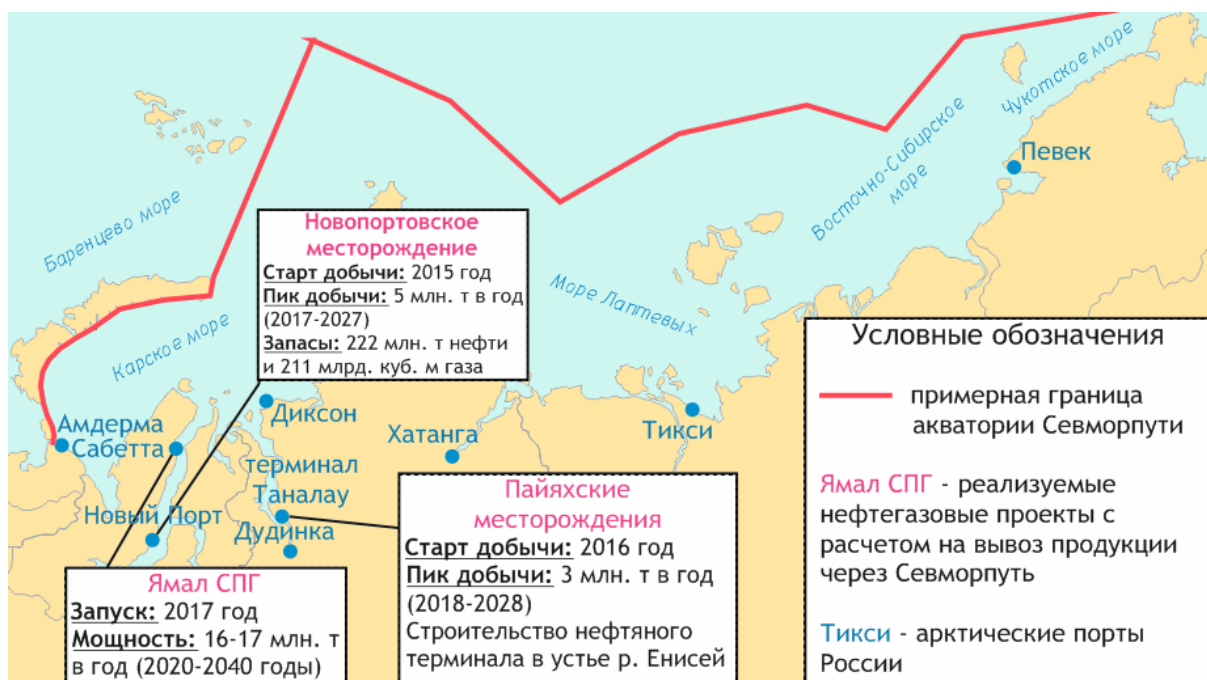 Чукотское море
Восточно-Сибирское
море
Певек
Баренцево море
Новопортовское
месторождение
Старт добычи: 2015 год
Пик добычи: 5 млн. т в год
(2017-2027)
Запасы: 222 млн. т нефти
и 211 млрд. куб. м газа
Море Лаптевых
Карское море
Амдерма
Сабетта
Диксон
Хатанга
Тикси
терминал
Таналау
Новый Порт
Дудинка
Ямал СПГ
Запуск: 2017 год
Мощность: 16-17 млн. т
в год (2020-2040 годы)
Пайяхские
месторождения
Старт добычи: 2016 год
Пик добычи: 3 млн. т в год
(2018-2028)
Строительство нефтяного
терминала в устье р. Енисей
Условные обозначения
примерная граница
акватории Севморпути
Ямал СПГ - реализуемые
нефтегазовые проекты с
расчетом на вывоз продукции
через Севморпуть
Тикси - арктические порты
России